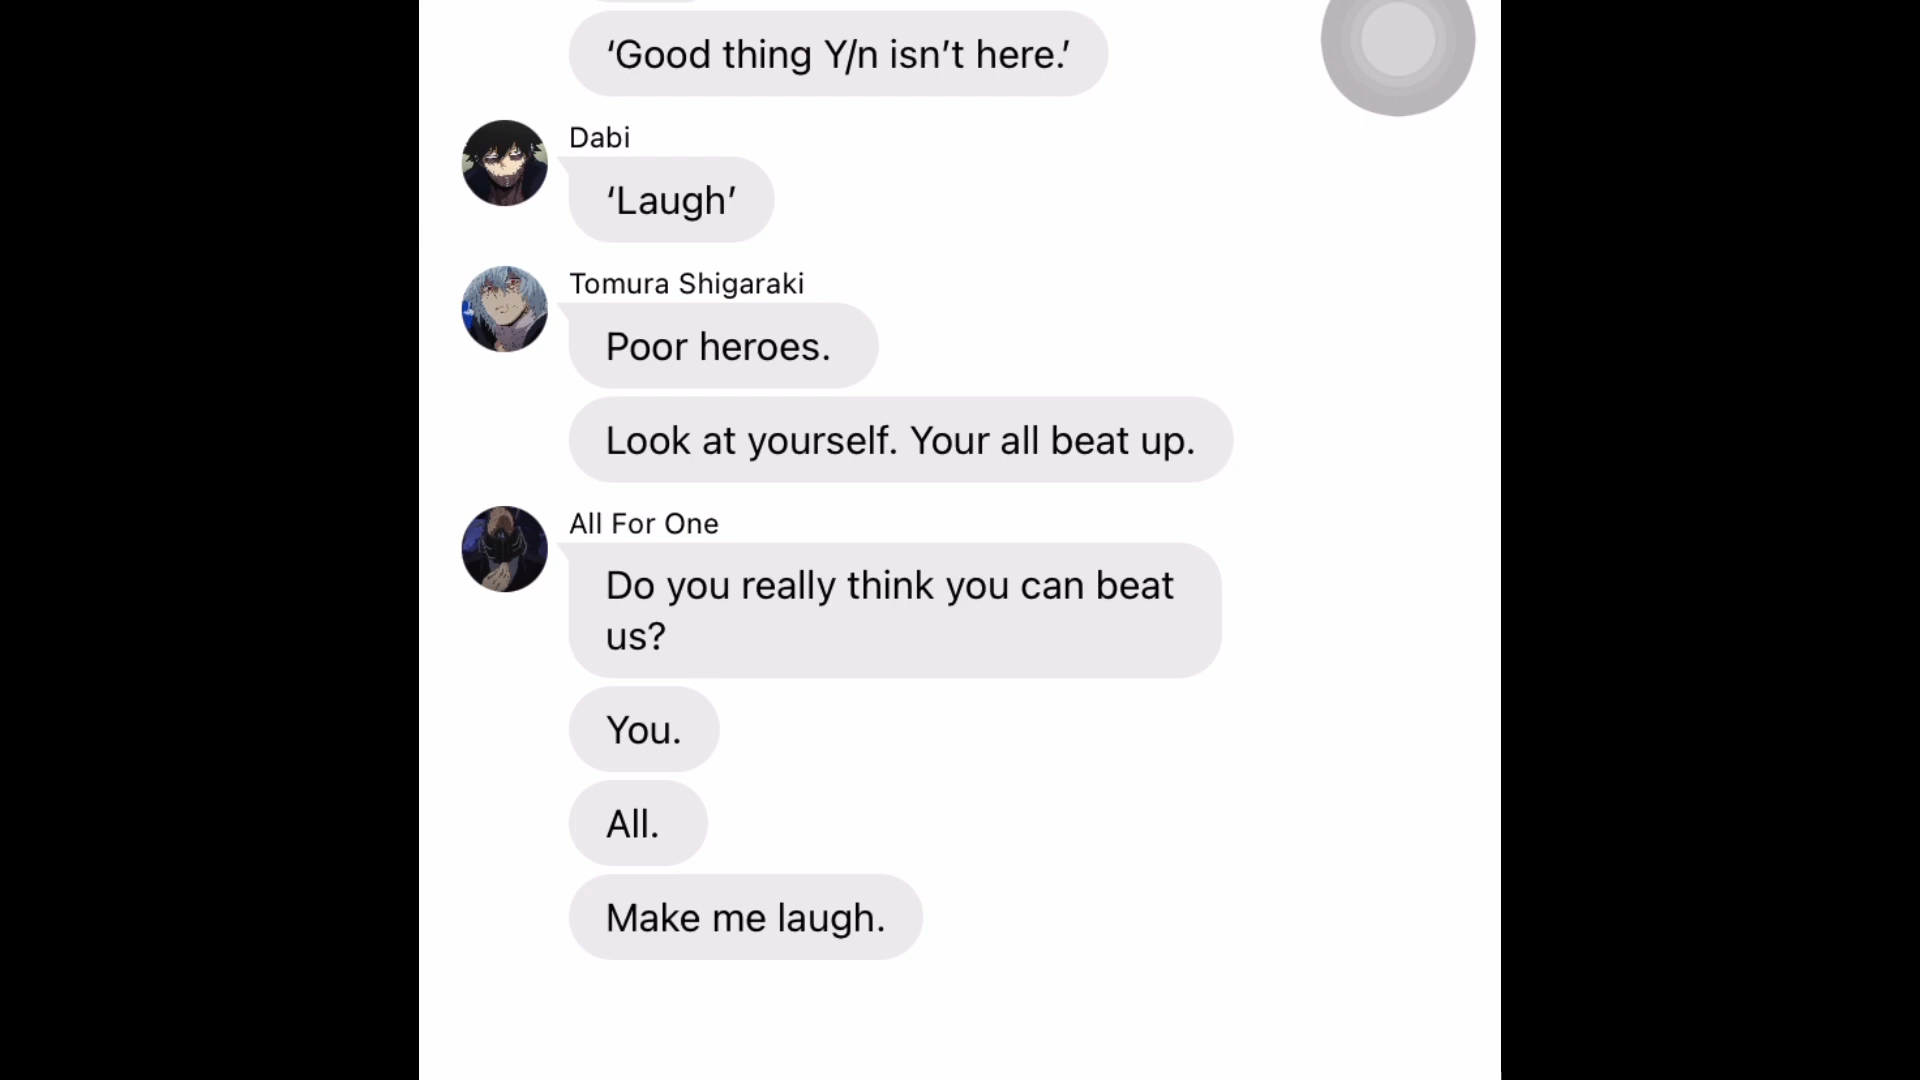 ‘Good thing Y/n isn’t here.’
Dabi
‘Laugh’
Tomura Shigaraki
Poor heroes.
Look at yourself. Your all beat up.
All For One
Do you really think you can beat
us?
You.
All.
Make me laugh.